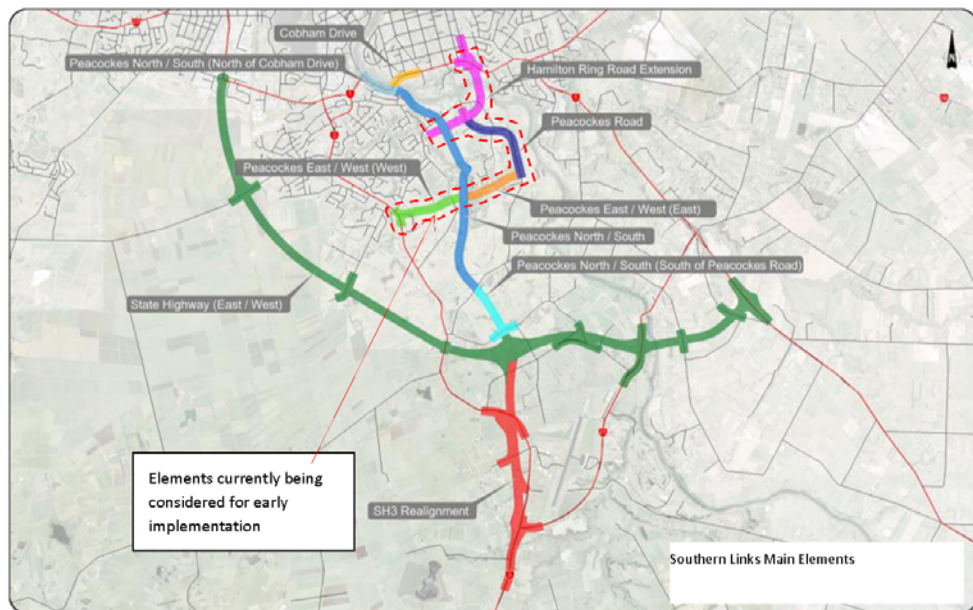 Cobham Drive
Peacockes North / South (North of Cobham Drive)
Hamilton Ring Road Extension
Peacockes Road
Peacockes East / West (West)
Peacockes East / West (East)
Peacockes North / South
Peacockes North / South (South of Peacockes Road)
State Highway (East / West)
Elements currently being
considered for early
implementation
SH3 Realignment
Southern Links Main Elements
N